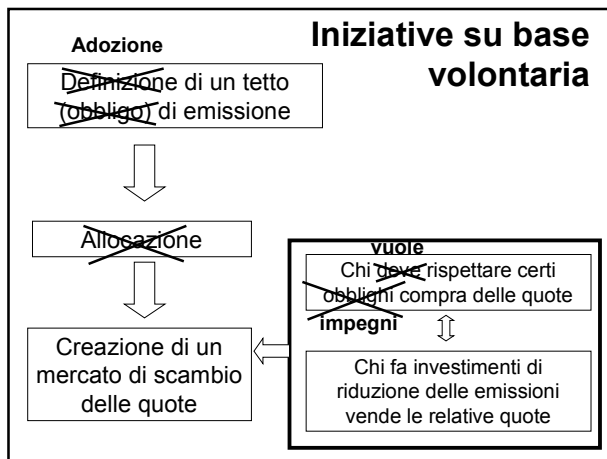 Iniziative su base
volontaria
Adozione
Definizione di un tetto
(obbligo) di emissione
Allocazione
Creazione di un
mercato di scambio
delle quote
vuole
Chi deve rispettare certi
obblighi compra delle quote
impegni
Chi fa investimenti di
riduzione delle emissioni
vende le relative quote